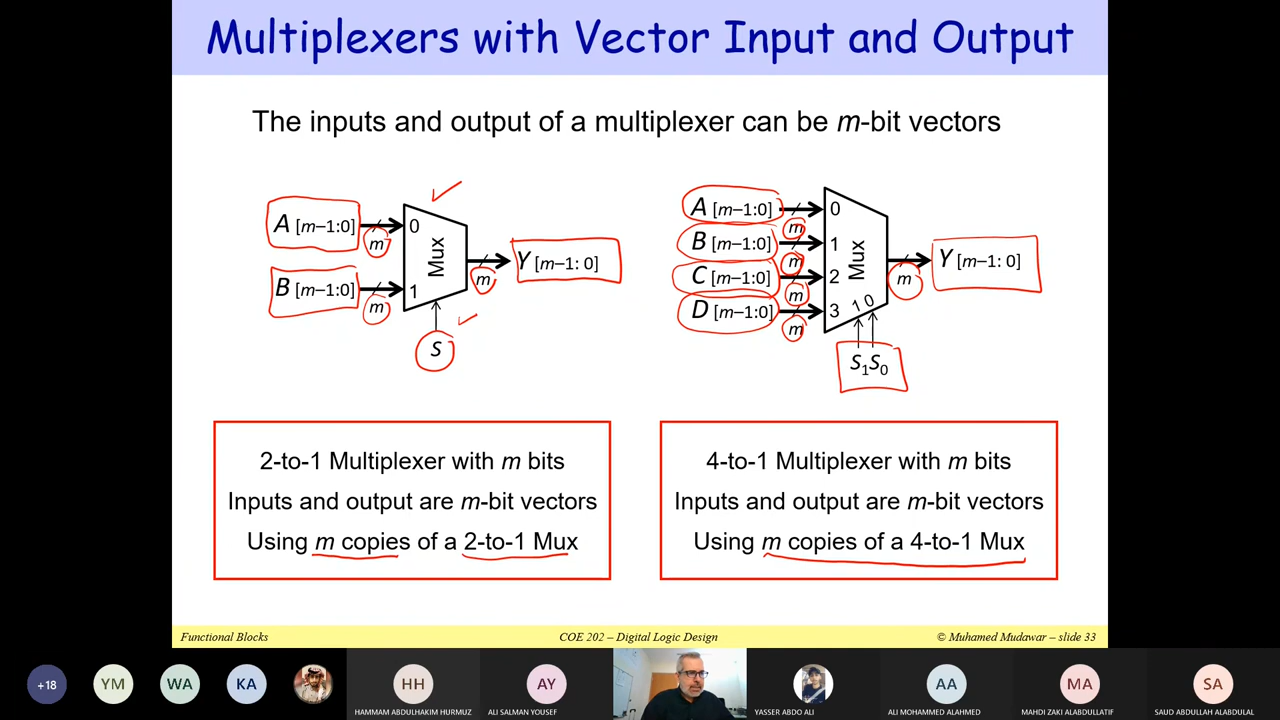 Multiplexers with Vector Input and Output
The inputs and output of a multiplexer can be m-bit vectors
A [m–1:0]
m
0
B [m–1:0]
m
1
Mux
m
Y [m–1: 0]
S
A [m–1:0]
m
0
B [m–1:0]
m
1
C [m–1:0]
m
2
D [m–1:0]
m
3
Mux
1 0
m
Y [m–1: 0]
S₁S₀
2-to-1 Multiplexer with m bits
Inputs and output are m-bit vectors
Using m copies of a 2-to-1 Mux
4-to-1 Multiplexer with m bits
Inputs and output are m-bit vectors
Using m copies of a 4-to-1 Mux
Functional Blocks
COE 202 – Digital Logic Design
© Muhamed Mudawar – slide 33
+18
YM
WA
KA
HH
HAMMAM ABDULHAKIM HURMUZ
AY
ALI SALMAN YOUSEF
YASSER ABDO ALI
AA
ALI MOHAMMED ALAHMED
MA
MAHDI ZAKI ALABDULLATIF
SA
SAUD ABDULLAH ALABDULAL